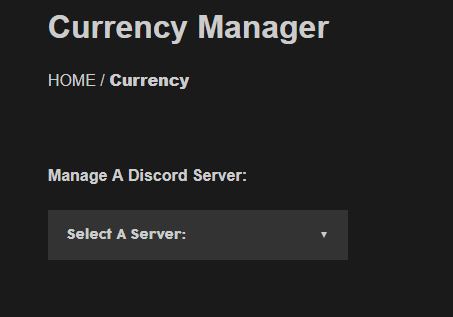 Currency Manager
HOME / Currency
Manage A Discord Server:
Select A Server: